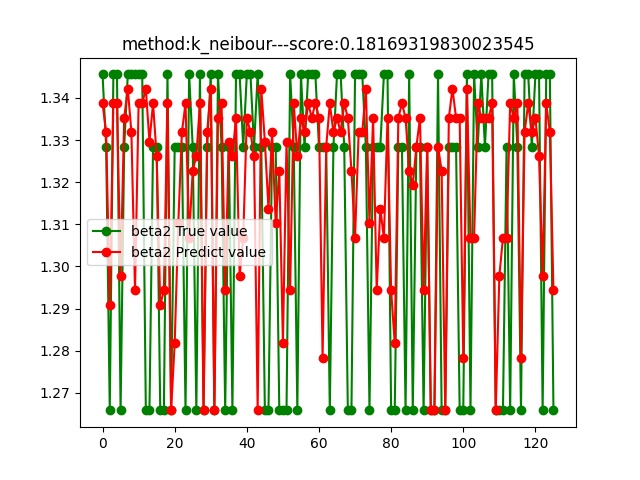 method:k_neibour---score:0.18169319830023545
1.34
1.33
1.32
1.31
1.30
1.29
1.28
1.27
beta2 True value
beta2 Predict value
0 20 40 60 80 100 120